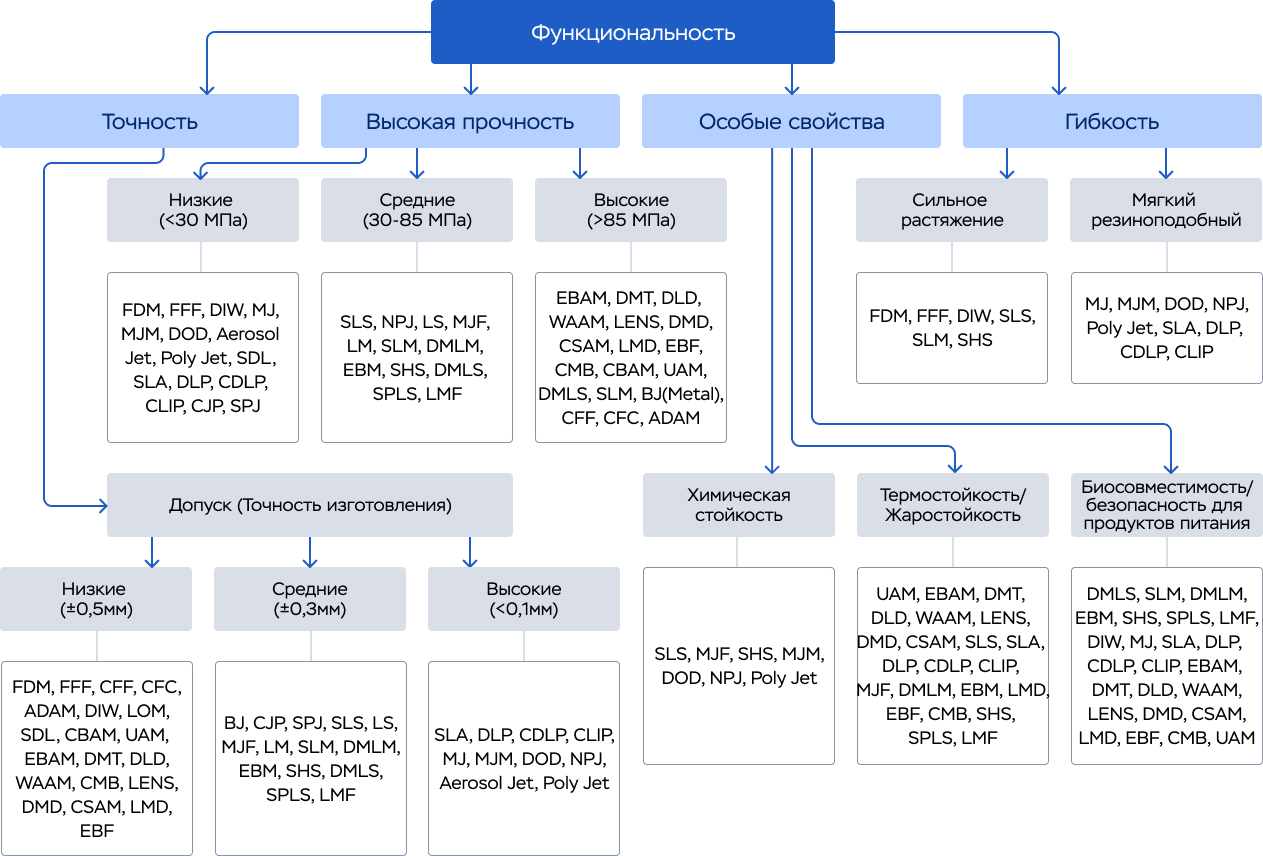 Функциональность
Точность
Высокая прочность
Особые свойства
Гибкость
Низкие
(<30 МПа)
Средние
(30-85 МПа)
Высокие
(>85 МПа)
Сильное
растяжение
Мягкий
резиноподобный
FDM, FFF, DIW, MJ,
MJM, DOD, Aerosol
Jet, Poly Jet, SDL,
SLA, DLP, CDLP,
CLIP, CJP, SPJ
SLS, NPJ, LS, MJF,
LM, SLM, DMLM,
EBM, SHS, DMLS,
SPLS, LMF
EBAM, DMT, DLD,
WAAM, LENS, DMD,
CSAM, LMD, EBF,
CMB, CBAM, UAM,
DMLS, SLM, BJ(Metal),
CFF, CFC, ADAM
FDM, FFF, DIW, SLS,
SLM, SHS
MJ, MJM, DOD, NPJ,
Poly Jet, SLA, DLP,
CDLP, CLIP
Допуск (Точность изготовления)
Химическая
стойкость
Термостойкость/
Жаростойкость
Биосовместимость/
безопасность для
продуктов питания
Низкие
(±0,5мм)
Средние
(±0,3мм)
Высокие
(<0,1мм)
FDM, FFF, CFF, CFC,
ADAM, DIW, LOM,
SDL, CBAM, UAM,
EBAM, DMT, DLD,
WAAM, CMB, LENS,
DMD, CSAM, LMD,
EBF
BJ, CJP, SPJ, SLS, LS,
MJF, LM, SLM, DMLM,
EBM, SHS, DMLS,
SPLS, LMF
SLA, DLP, CDLP, CLIP,
MJ, MJM, DOD, NPJ,
Aerosol Jet, Poly Jet
SLS, MJF, SHS, MJM,
DOD, NPJ, Poly Jet
UAM, EBAM, DMT,
DLD, WAAM, LENS,
DMD, CSAM, SLS, SLA,
DLP, CDLP, CLIP,
MJF, DMLM, EBM, LMD,
EBF, CMB, SHS,
SPLS, LMF
DMLS, SLM, DMLM,
EBM, SHS, SPLS, LMF,
DIW, MJ, SLA, DLP,
CDLP, CLIP, EBAM,
DMT, DLD, WAAM,
LENS, DMD, CSAM,
LMD, EBF, CMB, UAM